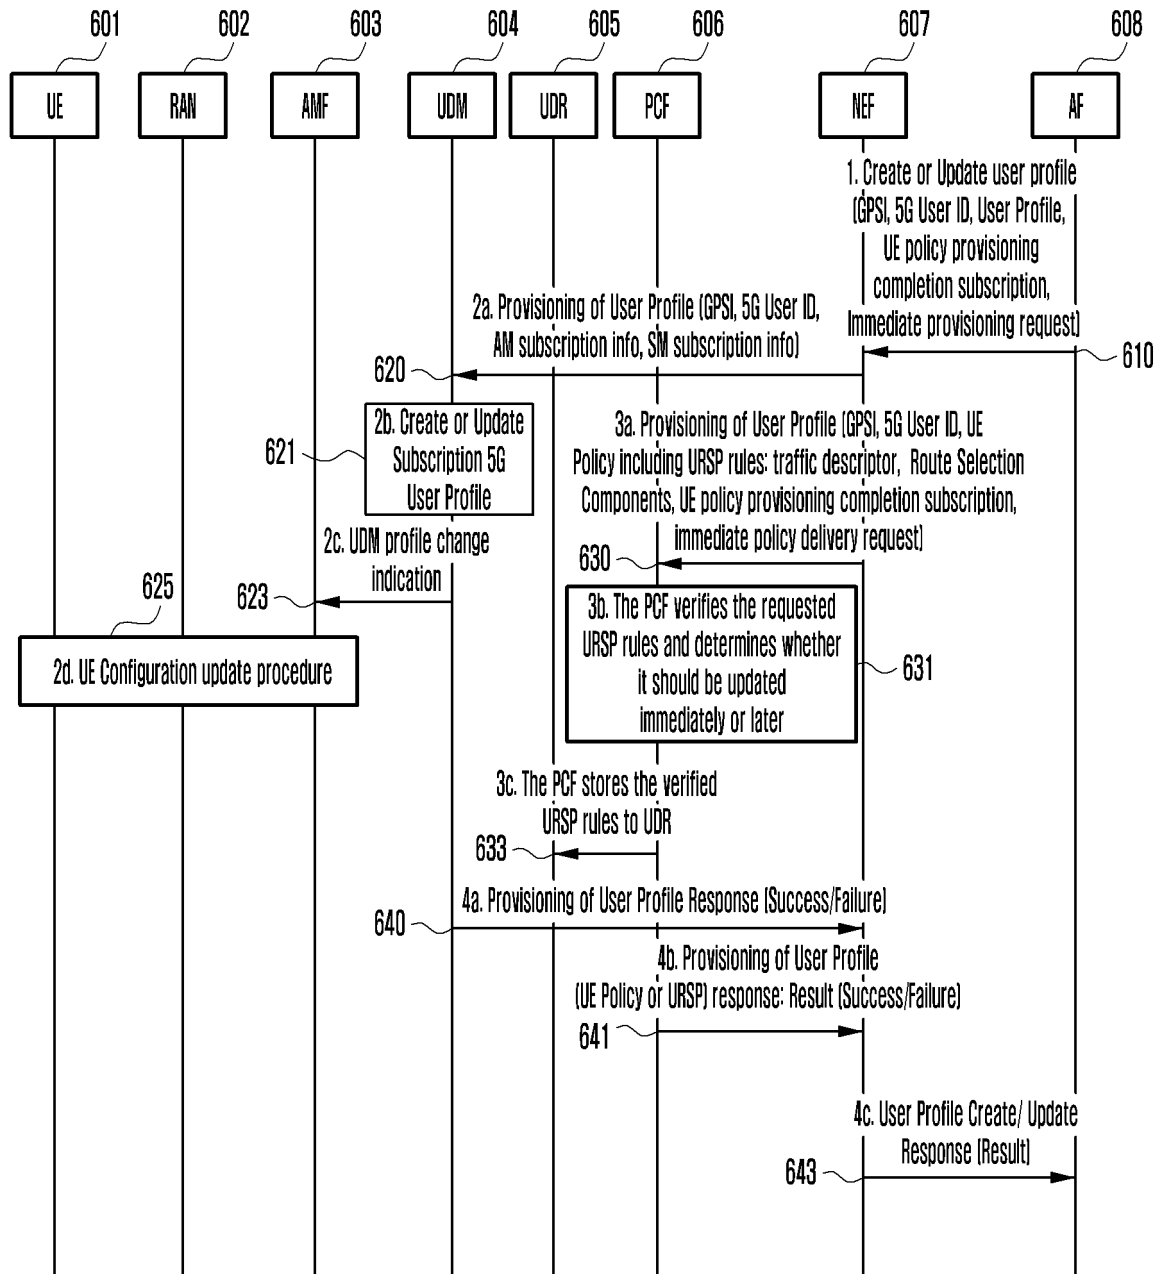 601
602
603
604
605
606
607
608
UE
RAN
AMF
UDM
UDR
PCF
NEF
AF
1. Create or Update user profile
(GPSI, 5G User ID, User Profile,
UE policy provisioning
completion subscription,
Immediate provisioning request)
610
2a. Provisioning of User Profile (GPSI, 5G User ID,
AM subscription info, SM subscription info)
620
2b. Create or Update
Subscription 5G
User Profile
621
3a. Provisioning of User Profile (GPSI, 5G User ID, UE
Policy including URSP rules: traffic descriptor, Route Selection
Components, UE policy provisioning completion subscription,
immediate policy delivery request)
630
2c. UDM profile change
indication
623
625
2d. UE Configuration update procedure
3b. The PCF verifies the requested
URSP rules and determines whether
it should be updated
immediately or later
631
3c. The PCF stores the verified
URSP rules to UDR
633
4a. Provisioning of User Profile Response (Success/Failure)
640
4b. Provisioning of User Profile
(UE Policy or URSP) response: Result (Success/Failure)
641
4c. User Profile Create/ Update
Response (Result)
643